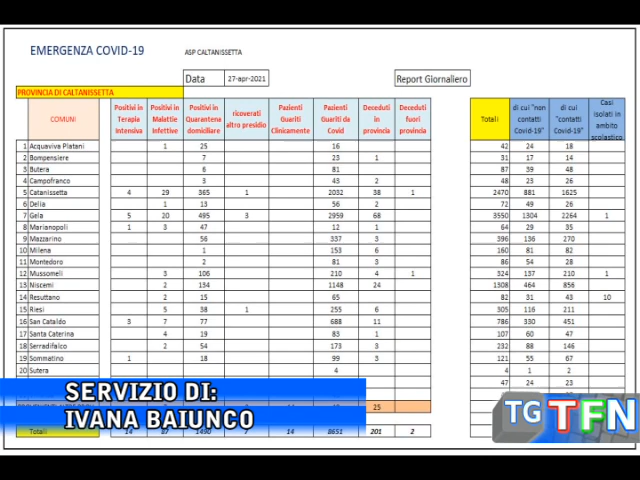 EMERGENZA COVID-19 ASP CALTANISSETTA
Data 27-apr-2021 Report Giornaliero
PROVINCIA DI CALTANISSETTA
COMUNI Positivi in Terapia Intensiva Positivi in Malattie Infettive Positivi in Quarantena domiciliare ricoverati altro presidio Pazienti Guariti Clinicamente Pazienti Guariti da Covid Deceduti in provincia Deceduti fuori provincia Totali di cui "non contatti Covid-19" di cui "contatti Covid-19" Casi isolati in ambito scolastico
1 Acquaviva Platani 1 25 16 42 24 18
2 Bompensiere 7 23 1 31 17 14
3 Butera 6 81 87 39 48
4 Campofranco 3 43 2 48 23 26
5 Caltanissetta 4 29 365 1 2032 38 1 2470 881 1625
6 Delia 1 13 56 2 72 49 26
7 Gela 5 20 495 3 2959 68 3550 1304 2264 1
8 Marianopoli 1 3 47 12 1 64 29 35
9 Mazzarino 56 337 3 396 136 270
10 Milena 1 153 6 160 81 82
11 Montedoro 2 81 3 86 54 28
12 Mussomeli 3 106 210 4 1 324 137 210 1
13 Niscemi 2 134 1148 24 1308 464 856
14 Resuttano 2 15 65 82 31 43 10
15 Riesi 5 38 1 255 6 305 116 211
16 San Cataldo 3 7 77 688 11 786 330 451
17 Santa Caterina 4 19 83 1 107 60 47
18 Serradifalco 2 54 173 3 232 88 146
19 Sommatino 1 18 99 3 121 55 67
20 Sutera 4 4 1 2
47 24 23
25
Totali 14 87 1490 7 14 8651 201 2
SERVIZIO DI:
IVANA BAIUNCO
TG TFN